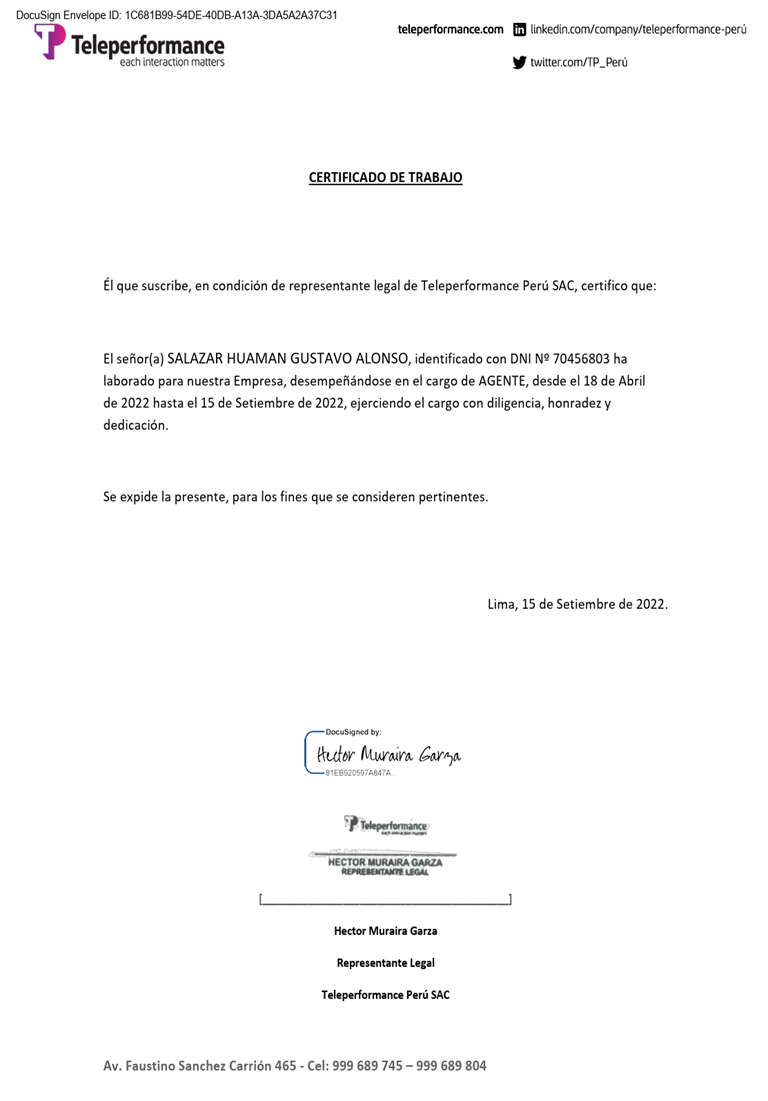 DocuSign Envelope ID: 1C681B99-54DE-40DB-A13A-3DA5A2A37C31
Teleperformance
each interaction matters
teleperformance.com linkedin.com/company/teleperformance-perú
twitter.com/TP_Perú
CERTIFICADO DE TRABAJO
Él que suscribe, en condición de representante legal de Teleperformance Perú SAC, certifico que:
El señor(a) SALAZAR HUAMAN GUSTAVO ALONSO, identificado con DNI Nº 70456803 ha
laborado para nuestra Empresa, desempeñándose en el cargo de AGENTE, desde el 18 de Abril
de 2022 hasta el 15 de Setiembre de 2022, ejerciendo el cargo con diligencia, honradez y
dedicación.
Se expide la presente, para los fines que se consideren pertinentes.
Lima, 15 de Setiembre de 2022.
DocuSigned by:
Hector Muraira Garza
81EB920597A847A...
Teleperformance
each interaction matters
HECTOR MURAIRA GARZA
REPRESENTANTE LEGAL
[                    ]
Hector Muraira Garza
Representante Legal
Teleperformance Perú SAC
Av. Faustino Sanchez Carrión 465 - Cel: 999 689 745 – 999 689 804